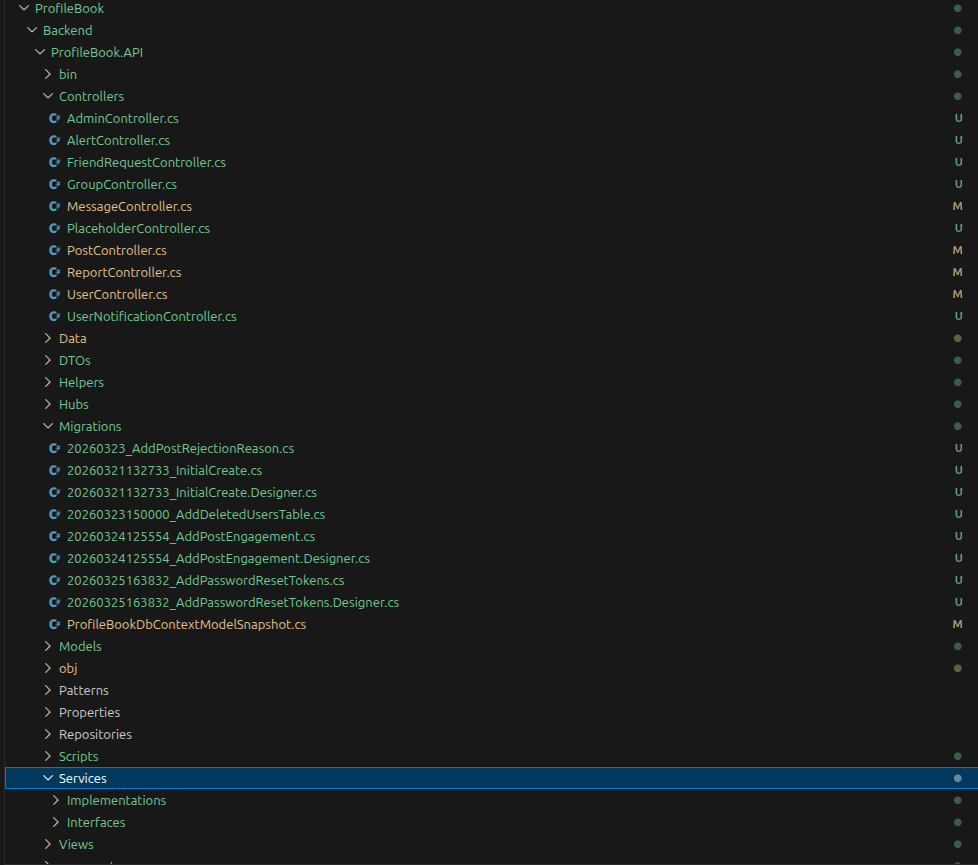 ProfileBook
Backend
ProfileBook.API
bin
Controllers
AdminController.cs U
AlertController.cs U
FriendRequestController.cs U
GroupController.cs U
MessageController.cs M
PlaceholderController.cs U
PostController.cs M
ReportController.cs M
UserController.cs M
UserNotificationController.cs U
Data
DTOs
Helpers
Hubs
Migrations
20260323_AddPostRejectionReason.cs U
20260321132733_InitialCreate.cs U
20260321132733_InitialCreate.Designer.cs U
20260323150000_AddDeletedUsersTable.cs U
20260324125554_AddPostEngagement.cs U
20260324125554_AddPostEngagement.Designer.cs U
20260325163832_AddPasswordResetTokens.cs U
20260325163832_AddPasswordResetTokens.Designer.cs U
ProfileBookDbContextModelSnapshot.cs M
Models
obj
Patterns
Properties
Repositories
Scripts
Services
Implementations
Interfaces
Views